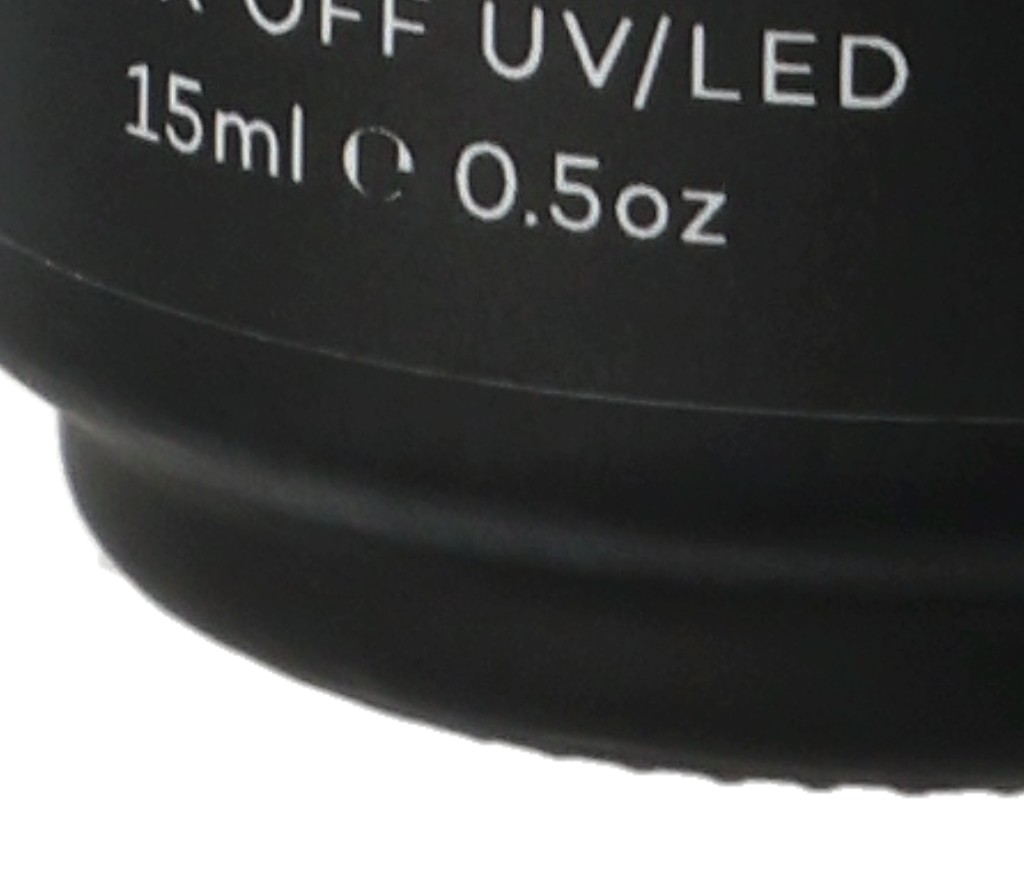 OFF UV/LED
15ml ℮ 0.5oz